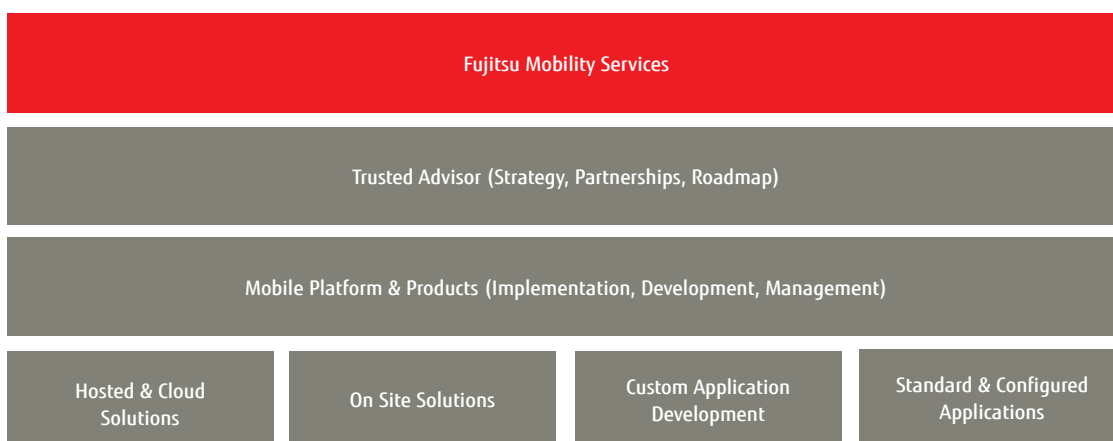 Fujitsu Mobility Services
Trusted Advisor (Strategy, Partnerships, Roadmap)
Mobile Platform & Products (Implementation, Development, Management)
Hosted & Cloud
Solutions
On Site Solutions
Custom Application
Development
Standard & Configured
Applications